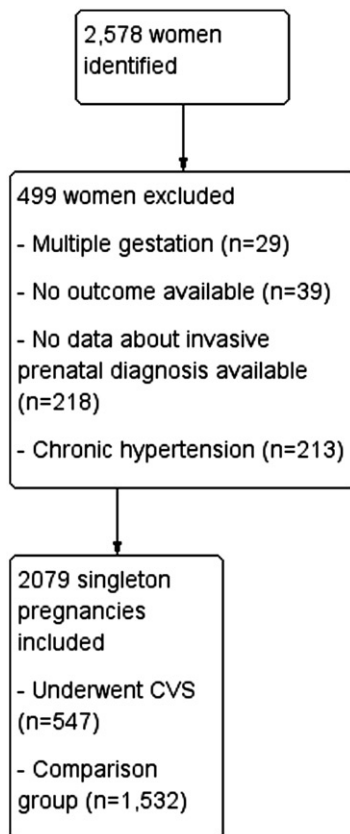 2,578 women
identified
499 women excluded
- Multiple gestation (n=29)
- No outcome available (n=39)
- No data about invasive
prenatal diagnosis available
(n=218)
- Chronic hypertension (n=213)
2079 singleton
pregnancies
included
- Underwent CVS
(n=547)
- Comparison
group (n=1,532)